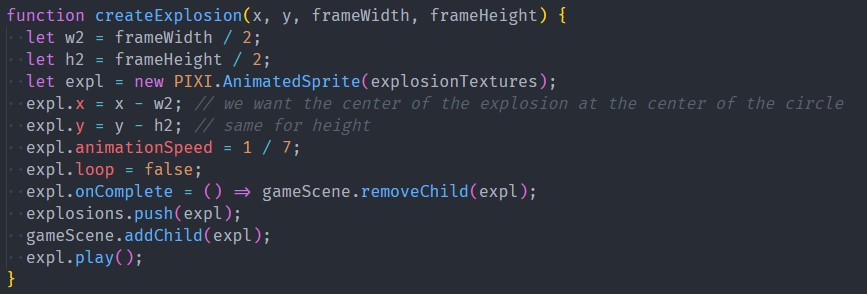 function createExplosion(x, y, frameWidth, frameHeight) {
  let w2 = frameWidth / 2;
  let h2 = frameHeight / 2;
  let expl = new PIXI.AnimatedSprite(explosionTextures);
  expl.x = x - w2; // we want the center of the explosion at the center of the circle
  expl.y = y - h2; // same for height
  expl.animationSpeed = 1 / 7;
  expl.loop = false;
  expl.onComplete = () => gameScene.removeChild(expl);
  explosions.push(expl);
  gameScene.addChild(expl);
  expl.play();
}